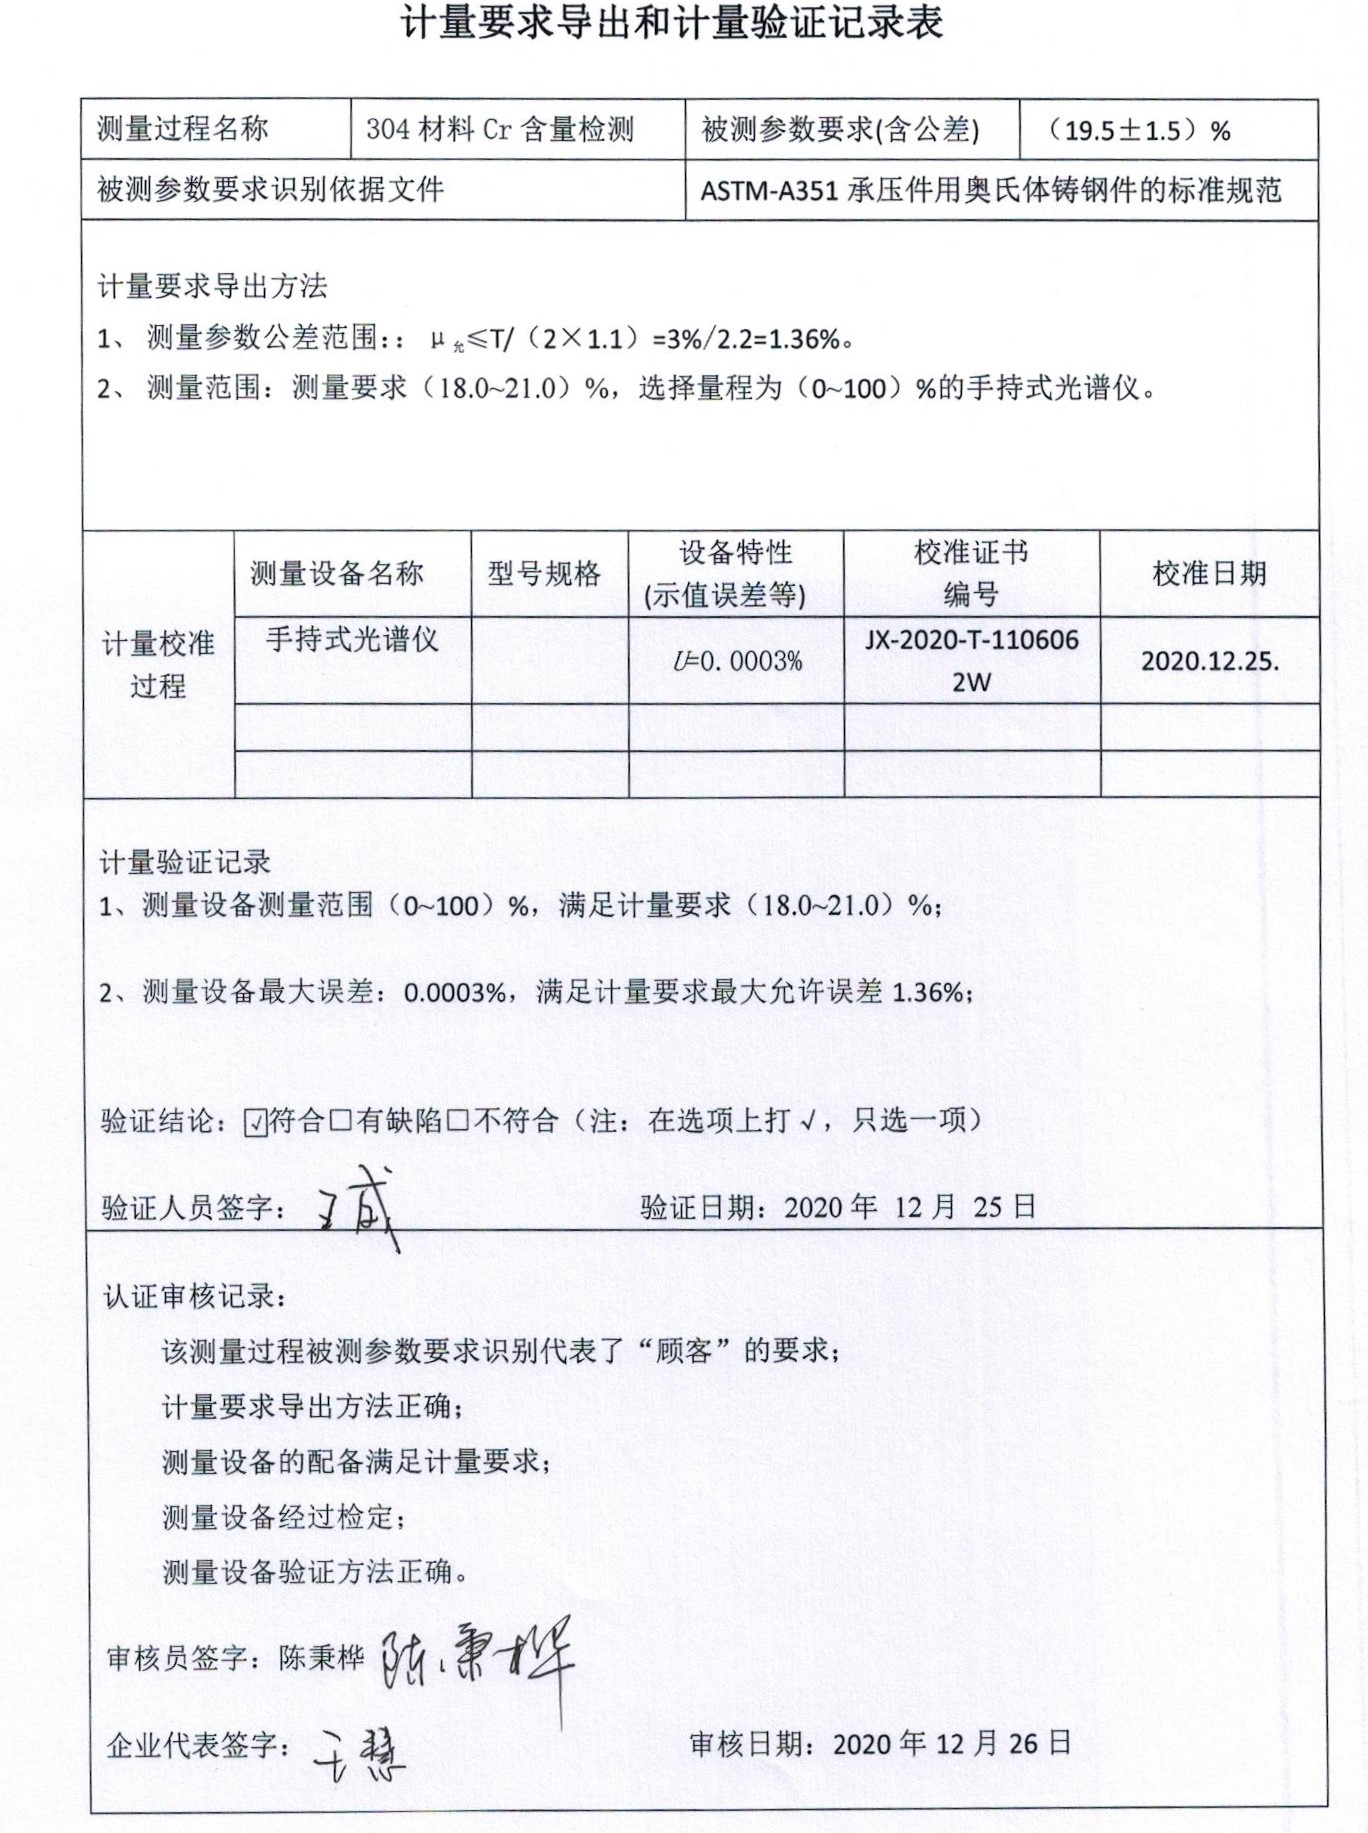 计量要求导出和计量验证记录表
测量过程名称 304 材料 Cr 含量检测 被测参数要求(含公差) （19.5±1.5）%
被测参数要求识别依据文件 ASTM-A351 承压件用奥氏体铸钢件的标准规范
计量要求导出方法
1、 测量参数公差范围:： μ允≤T/（2×1.1）=3%/2.2=1.36%。
2、 测量范围：测量要求（18.0~21.0）%，选择量程为（0~100）%的手持式光谱仪。
计量校准
过程
测量设备名称 型号规格 设备特性
(示值误差等) 校准证书
编号 校准日期
手持式光谱仪 U=0.0003% JX-2020-T-110606
2W 2020.12.25.
计量验证记录
1、测量设备测量范围（0~100）%，满足计量要求（18.0~21.0）%；
2、测量设备最大误差：0.0003%，满足计量要求最大允许误差 1.36%；
验证结论：☑符合□有缺陷□不符合（注：在选项上打√，只选一项）
验证人员签字： 验证日期：2020 年 12 月 25 日
认证审核记录：
该测量过程被测参数要求识别代表了“顾客”的要求；
计量要求导出方法正确；
测量设备的配备满足计量要求；
测量设备经过检定；
测量设备验证方法正确。
审核员签字：陈秉桦 陈秉桦
企业代表签字： 审核日期：2020 年 12 月 26 日